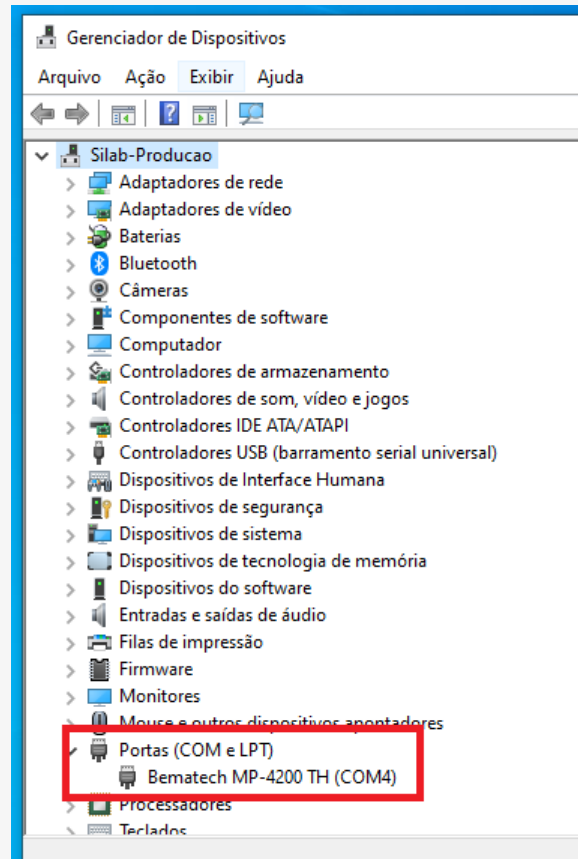 Gerenciador de Dispositivos
Arquivo Ação Exibir Ajuda
Silab-Producao
Adaptadores de rede
Adaptadores de vídeo
Baterias
Bluetooth
Câmeras
Componentes de software
Computador
Controladores de armazenamento
Controladores de som, vídeo e jogos
Controladores IDE ATA/ATAPI
Controladores USB (barramento serial universal)
Dispositivos de Interface Humana
Dispositivos de segurança
Dispositivos de sistema
Dispositivos de tecnologia de memória
Dispositivos do software
Entradas e saídas de áudio
Filas de impressão
Firmware
Monitores
Mouse e outros dispositivos apontadores
Portas (COM e LPT)
Bematech MP-4200 TH (COM4)
Processadores
Teclados